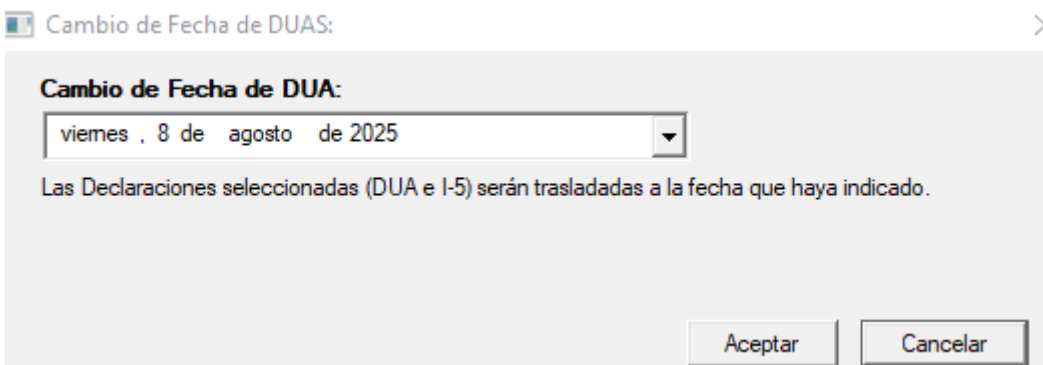 Cambio de Fecha de DUAS:
Cambio de Fecha de DUA:
viernes , 8 de agosto de 2025
Las Declaraciones seleccionadas (DUA e I-5) serán trasladadas a la fecha que haya indicado.
Aceptar Cancelar